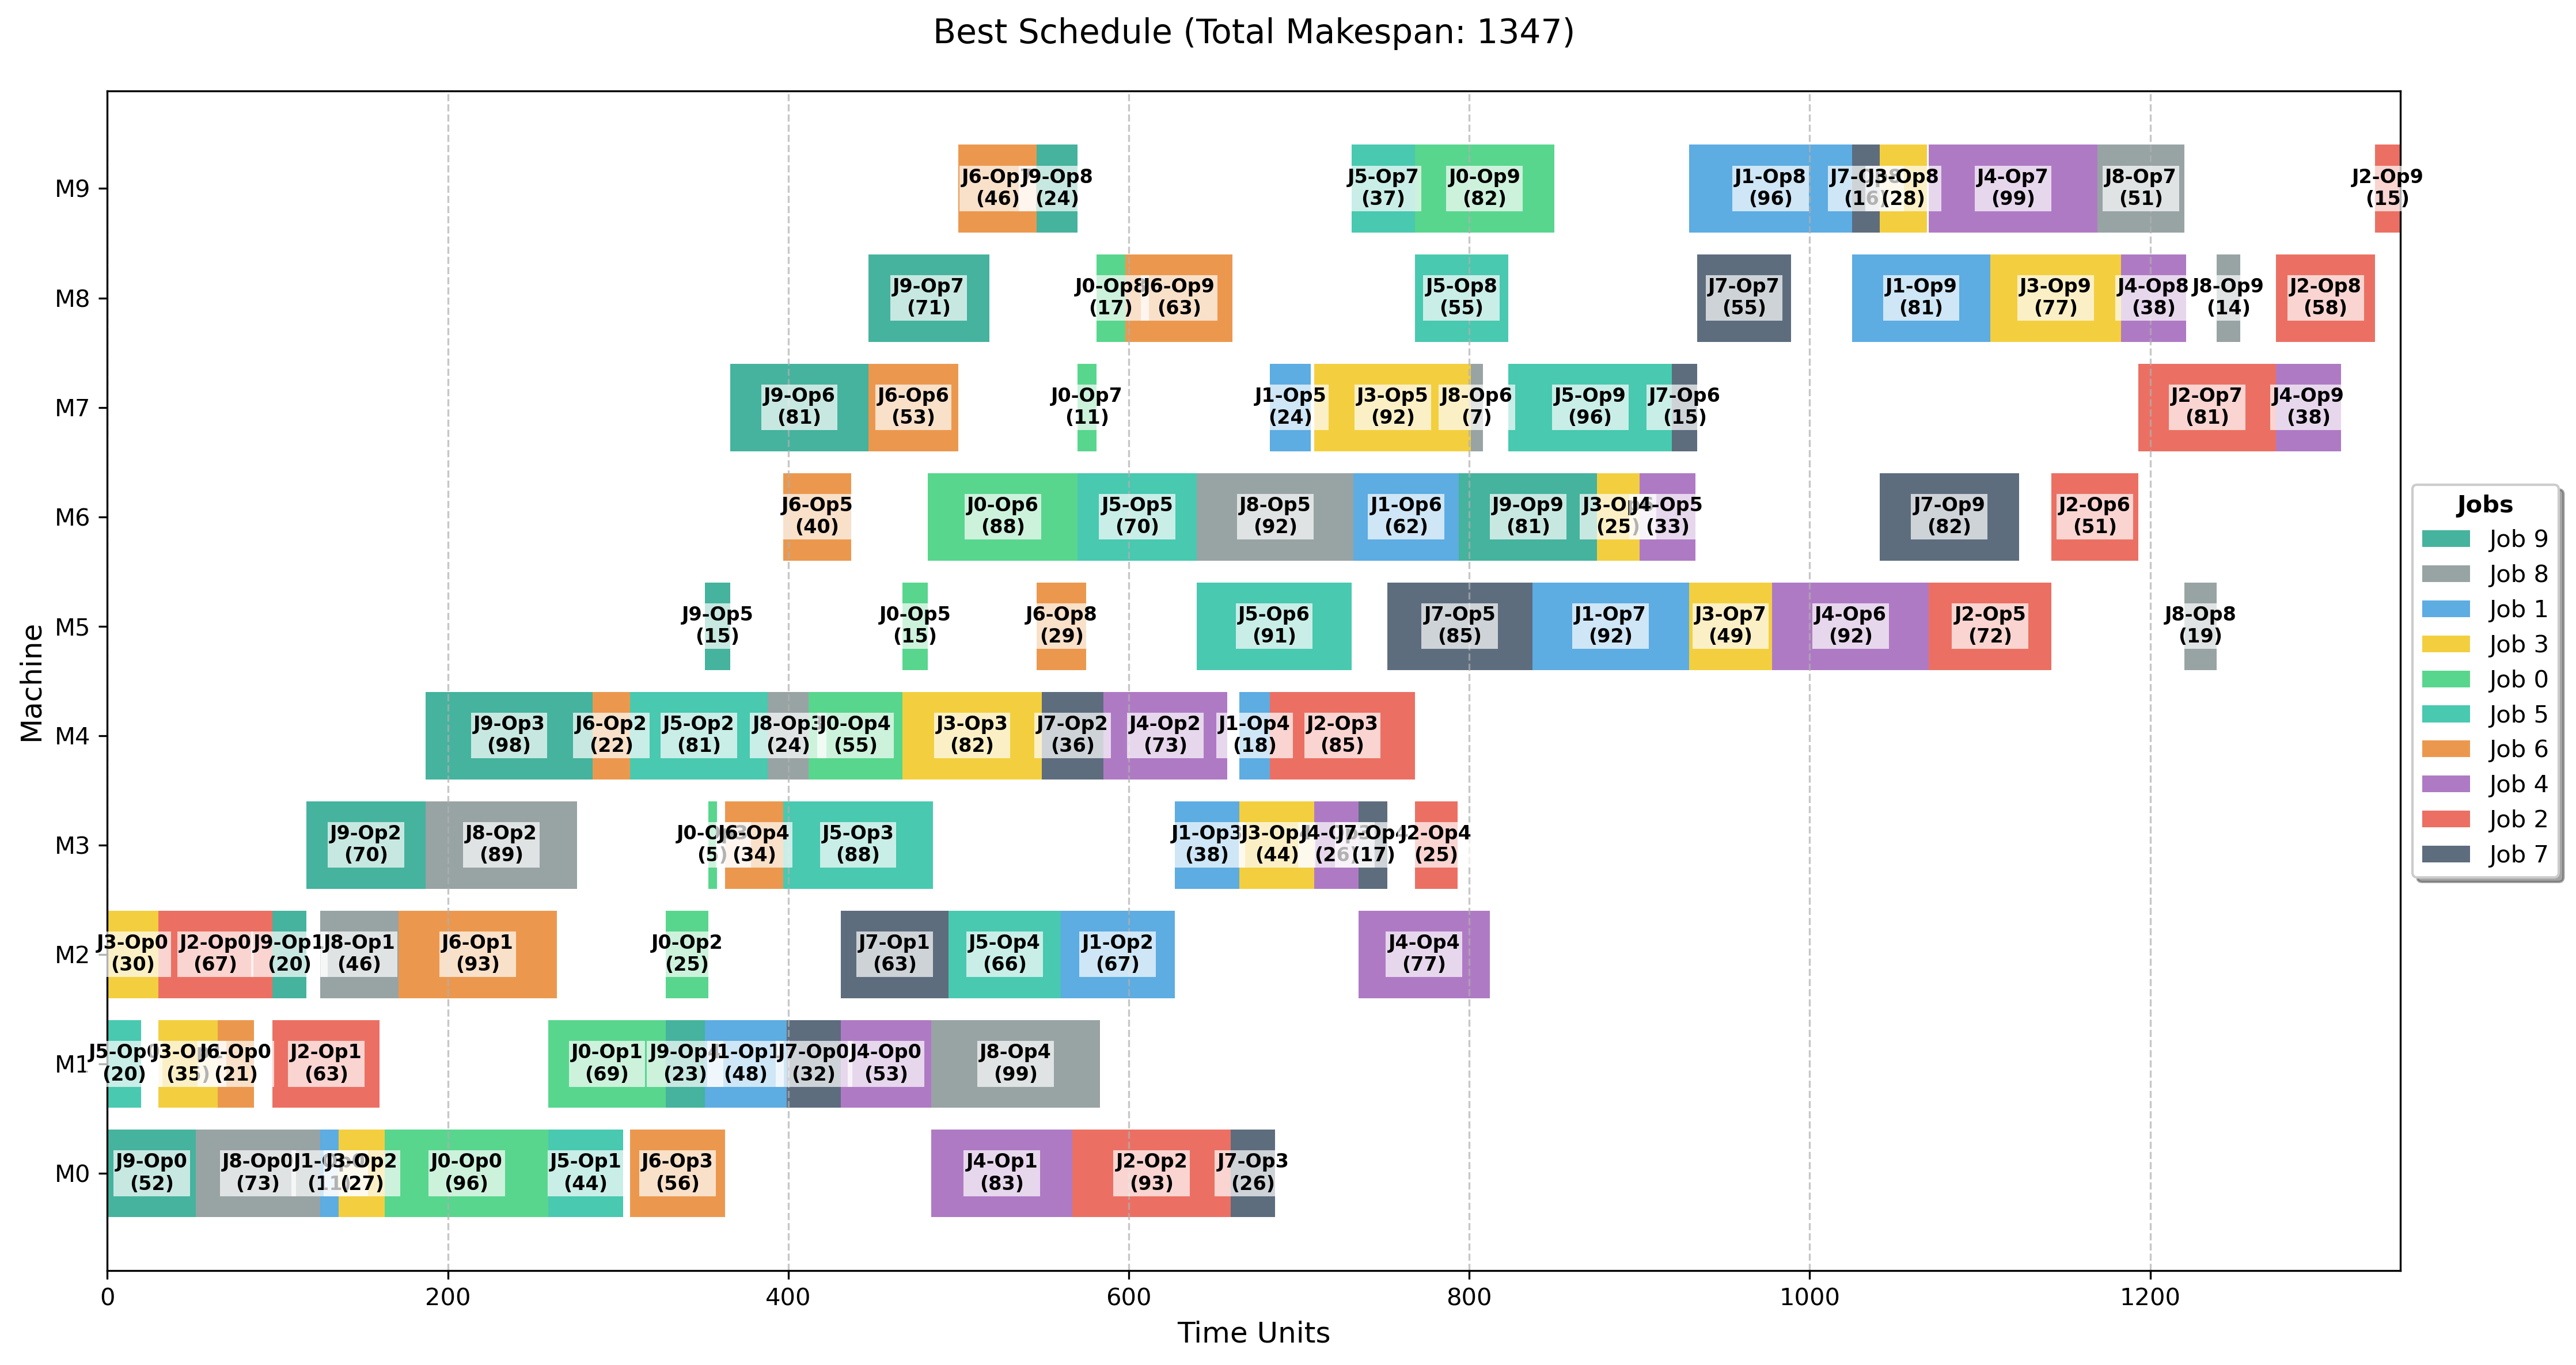 Best Schedule (Total Makespan: 1347)
Machine
M9
J6-Op
(46)
J9-Op8
(24)
J5-Op7
(37)
J0-Op9
(82)
J1-Op8
(96)
J3-Op8
(28)
J4-Op7
(99)
J8-Op7
(51)
J2-Op9
(15)
M8
J9-Op7
(71)
J0-Op8
(17)
J6-Op9
(63)
J5-Op8
(55)
J7-Op7
(55)
J1-Op9
(81)
J3-Op9
(77)
J4-Op8
(38)
J8-Op9
(14)
J2-Op8
(58)
M7
J9-Op6
(81)
J6-Op6
(53)
J0-Op7
(11)
J1-Op5
(24)
J3-Op5
(92)
J8-Op6
(7)
J5-Op9
(96)
J7-Op6
(15)
J2-Op7
(81)
J4-Op9
(38)
M6
J6-Op5
(40)
J0-Op6
(88)
J5-Op5
(70)
J8-Op5
(92)
J1-Op6
(62)
J9-Op9
(81)
J3-Op
(25)
J4-Op5
(33)
J7-Op9
(82)
J2-Op6
(51)
M5
J9-Op5
(15)
J0-Op5
(15)
J6-Op8
(29)
J5-Op6
(91)
J7-Op5
(85)
J1-Op7
(92)
J3-Op7
(49)
J4-Op6
(92)
J2-Op5
(72)
J8-Op8
(19)
M4
J9-Op3
(98)
J6-Op2
(22)
J5-Op2
(81)
J8-Op3
(24)
J0-Op4
(55)
J3-Op3
(82)
J7-Op2
(36)
J4-Op2
(73)
J1-Op4
(18)
J2-Op3
(85)
M3
J9-Op2
(70)
J8-Op2
(89)
(5)
J6-Op4
(34)
J5-Op3
(88)
J1-Op3
(38)
J3-Op4
(44)
(26)
J7-Op4
(17)
J2-Op4
(25)
M2
J3-Op0
(30)
J2-Op0
(67)
J9-Op1
(20)
J8-Op1
(46)
J6-Op1
(93)
J0-Op2
(25)
J7-Op1
(63)
J5-Op4
(66)
J1-Op2
(67)
J4-Op4
(77)
M1
J5-Op0
(20)
(35)
J6-Op0
(21)
J2-Op1
(63)
J0-Op1
(69)
J9-Op4
(23)
J1-Op1
(48)
J7-Op0
(32)
J4-Op0
(53)
J8-Op4
(99)
M0
J9-Op0
(52)
J8-Op0
(73)
J3-Op2
(27)
J0-Op0
(96)
J5-Op1
(44)
J6-Op3
(56)
J4-Op1
(83)
J2-Op2
(93)
J7-Op3
(26)
0 200 400 600 800 1000 1200
Time Units
Jobs
Job 9
Job 8
Job 1
Job 3
Job 0
Job 5
Job 6
Job 4
Job 2
Job 7